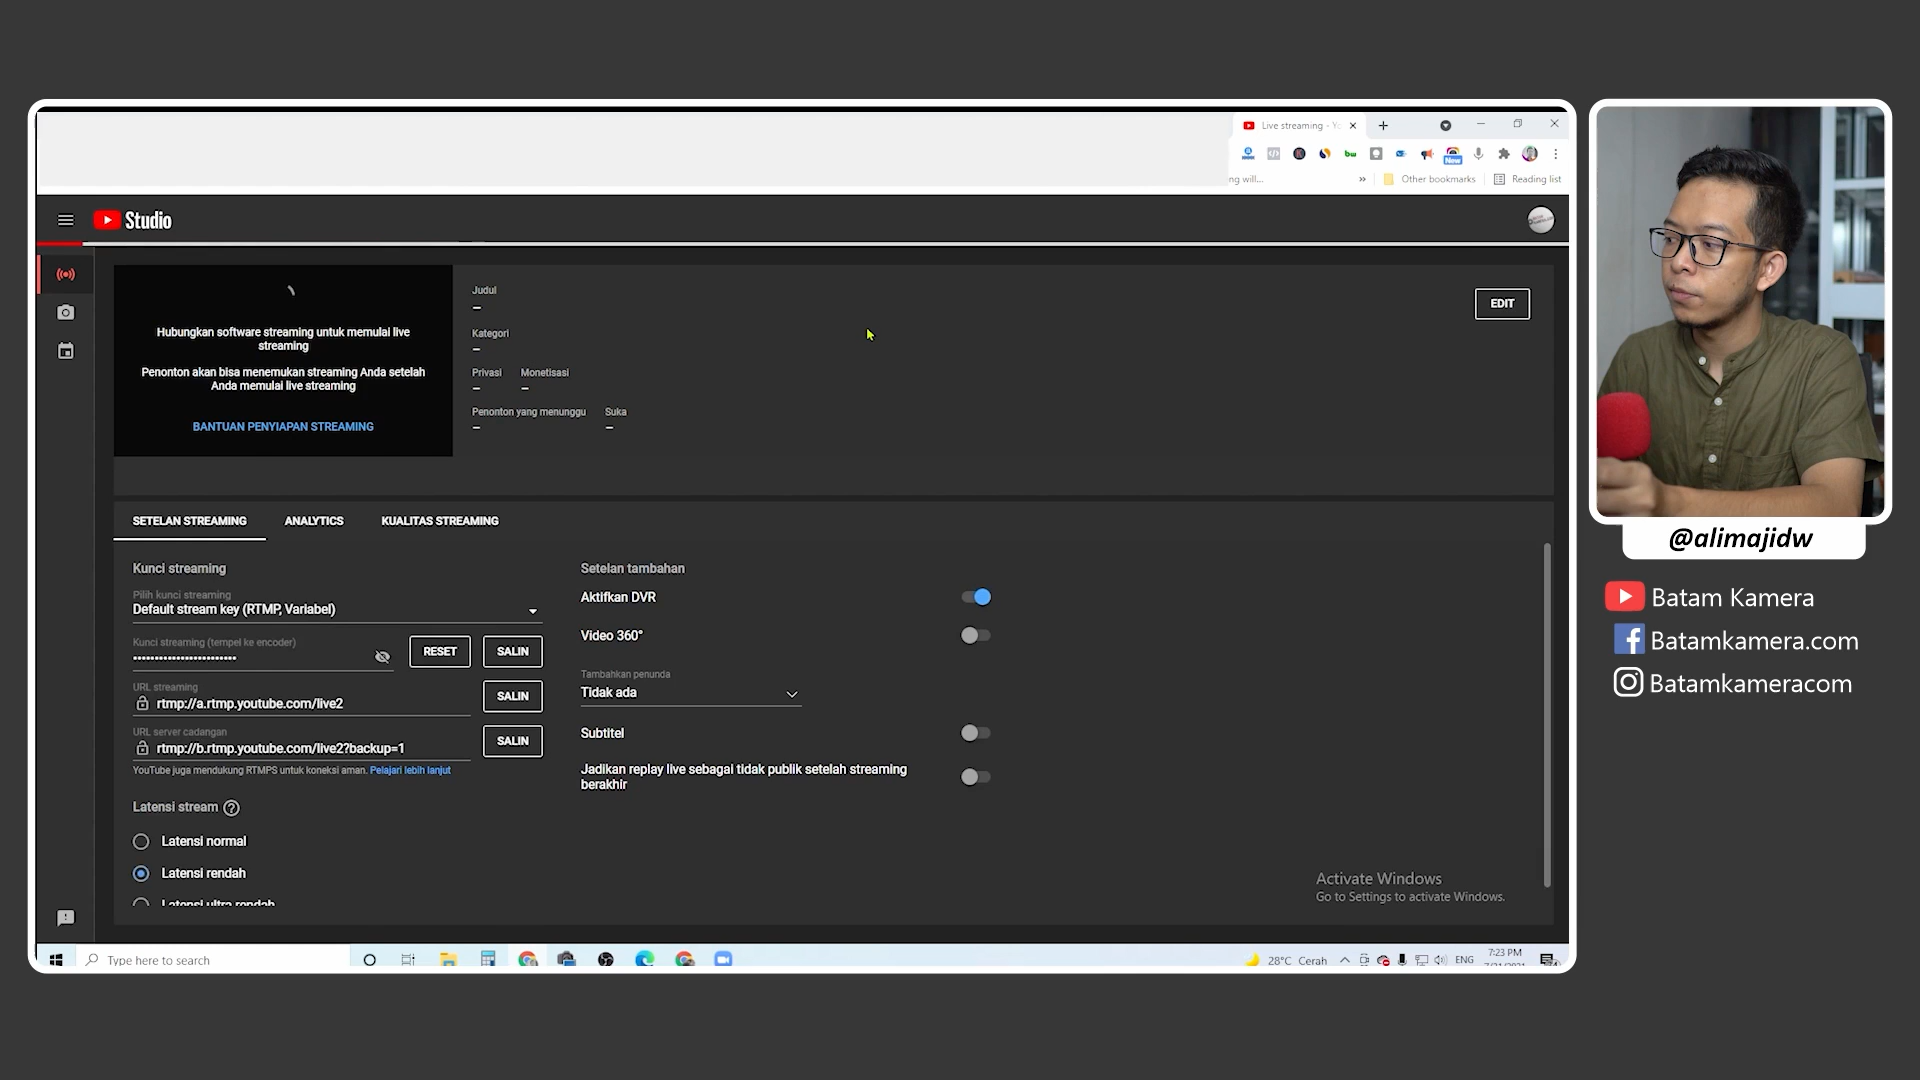 Live streaming - Yo
New
ng will...
»
Other bookmarks
Reading list
Studio
Hubungkan software streaming untuk memulai live
streaming
Penonton akan bisa menemukan streaming Anda setelah
Anda memulai live streaming
BANTUAN PENYIAPAN STREAMING
Judul
–
Kategori
–
Privasi Monetisasi
– –
Penonton yang menunggu Suka
– –
EDIT
SETELAN STREAMING ANALYTICS KUALITAS STREAMING
Kunci streaming
Pilih kunci streaming
Default stream key (RTMP, Variabel)
Kunci streaming (tempel ke encoder)
RESET SALIN
URL streaming
rtmp://a.rtmp.youtube.com/live2
SALIN
URL server cadangan
rtmp://b.rtmp.youtube.com/live2?backup=1
SALIN
YouTube juga mendukung RTMPS untuk koneksi aman. Pelajari lebih lanjut
Latensi stream
Latensi normal
Latensi rendah
Latensi ultra rendah
Setelan tambahan
Aktifkan DVR
Video 360°
Tambahkan penunda
Tidak ada
Subtitel
Jadikan replay live sebagai tidak publik setelah streaming
berakhir
Activate Windows
Go to Settings to activate Windows.
Type here to search
28°C Cerah
ENG
7:23 PM
@alimajidw
Batam Kamera
Batamkamera.com
Batamkameracom